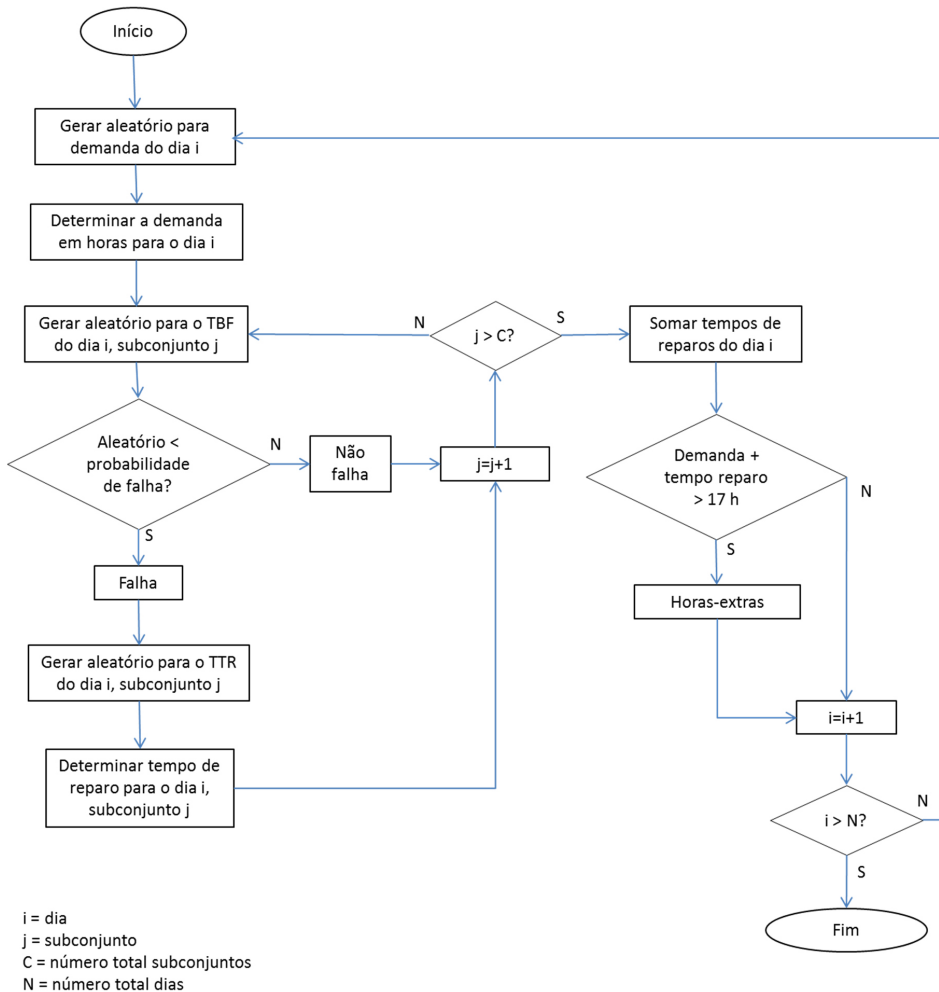 Início
Gerar aleatório para
demanda do dia i
Determinar a demanda
em horas para o dia i
Gerar aleatório para o TBF
do dia i, subconjunto j
N
j > C?
S
Somar tempos de
reparos do dia i
Aleatório <
probabilidade
de falha?
N
Não
falha
j=j+1
Demanda +
tempo reparo
> 17 h
N
S
S
Falha
Horas-extras
Gerar aleatório para o TTR
do dia i, subconjunto j
i=i+1
Determinar tempo de
reparo para o dia i,
subconjunto j
i > N?
N
S
Fim
i = dia
j = subconjunto
C = número total subconjuntos
N = número total dias